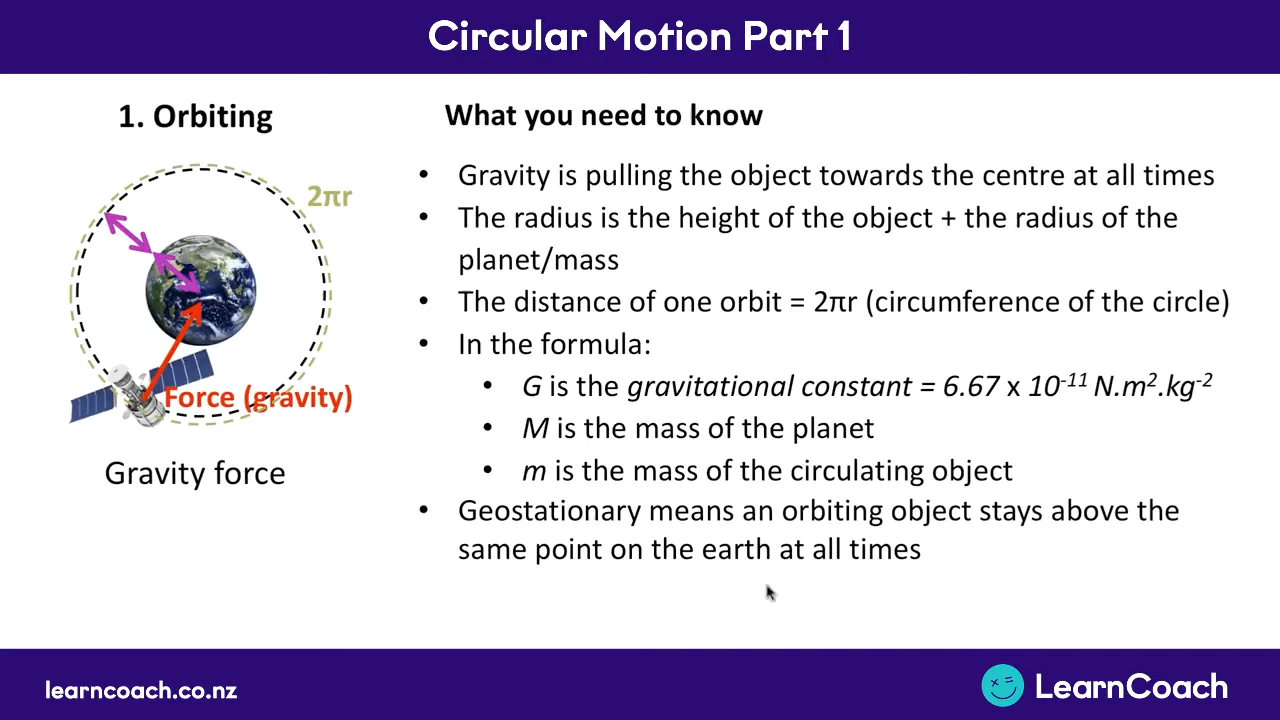 Circular Motion Part 1
1. Orbiting
2πr
Force (gravity)
Gravity force
What you need to know
• Gravity is pulling the object towards the centre at all times
• The radius is the height of the object + the radius of the
planet/mass
• The distance of one orbit = 2πr (circumference of the circle)
• In the formula:
• G is the gravitational constant = 6.67 x 10⁻¹¹ N.m².kg⁻²
• M is the mass of the planet
• m is the mass of the circulating object
• Geostationary means an orbiting object stays above the
same point on the earth at all times
learncoach.co.nz
LearnCoach